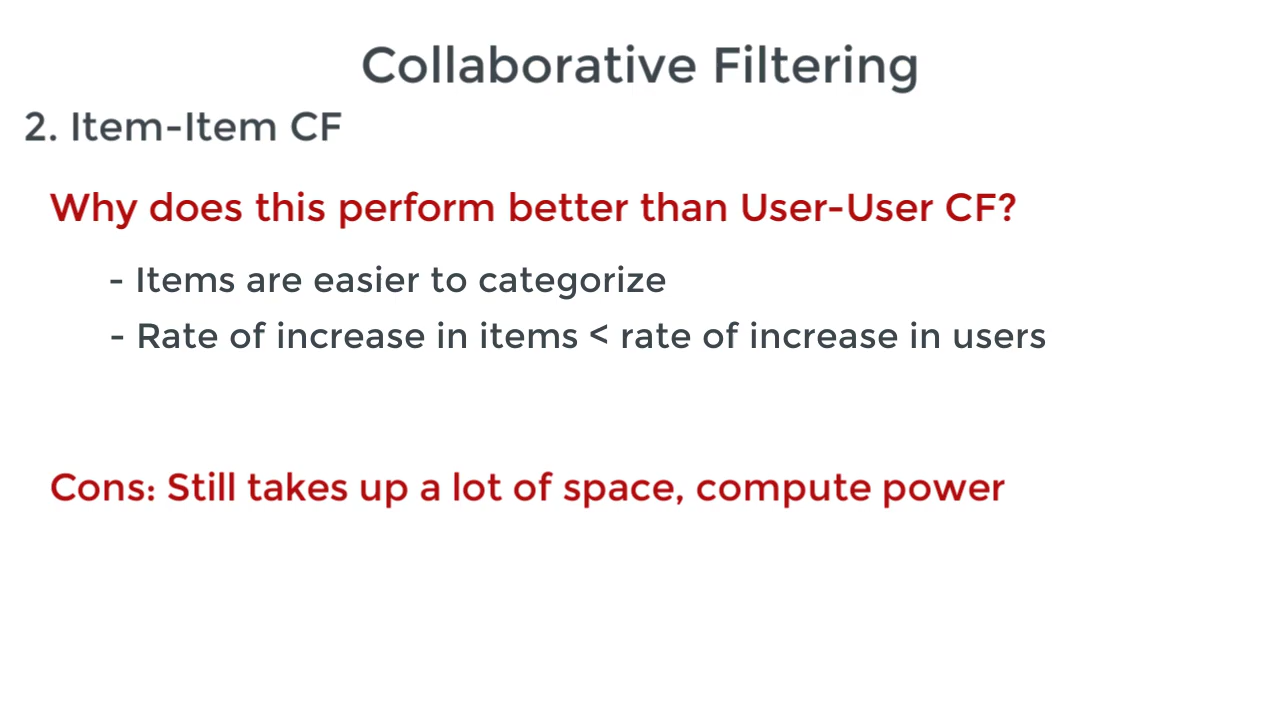 Collaborative Filtering
2. Item-Item CF
Why does this perform better than User-User CF?
- Items are easier to categorize
- Rate of increase in items < rate of increase in users
Cons: Still takes up a lot of space, compute power